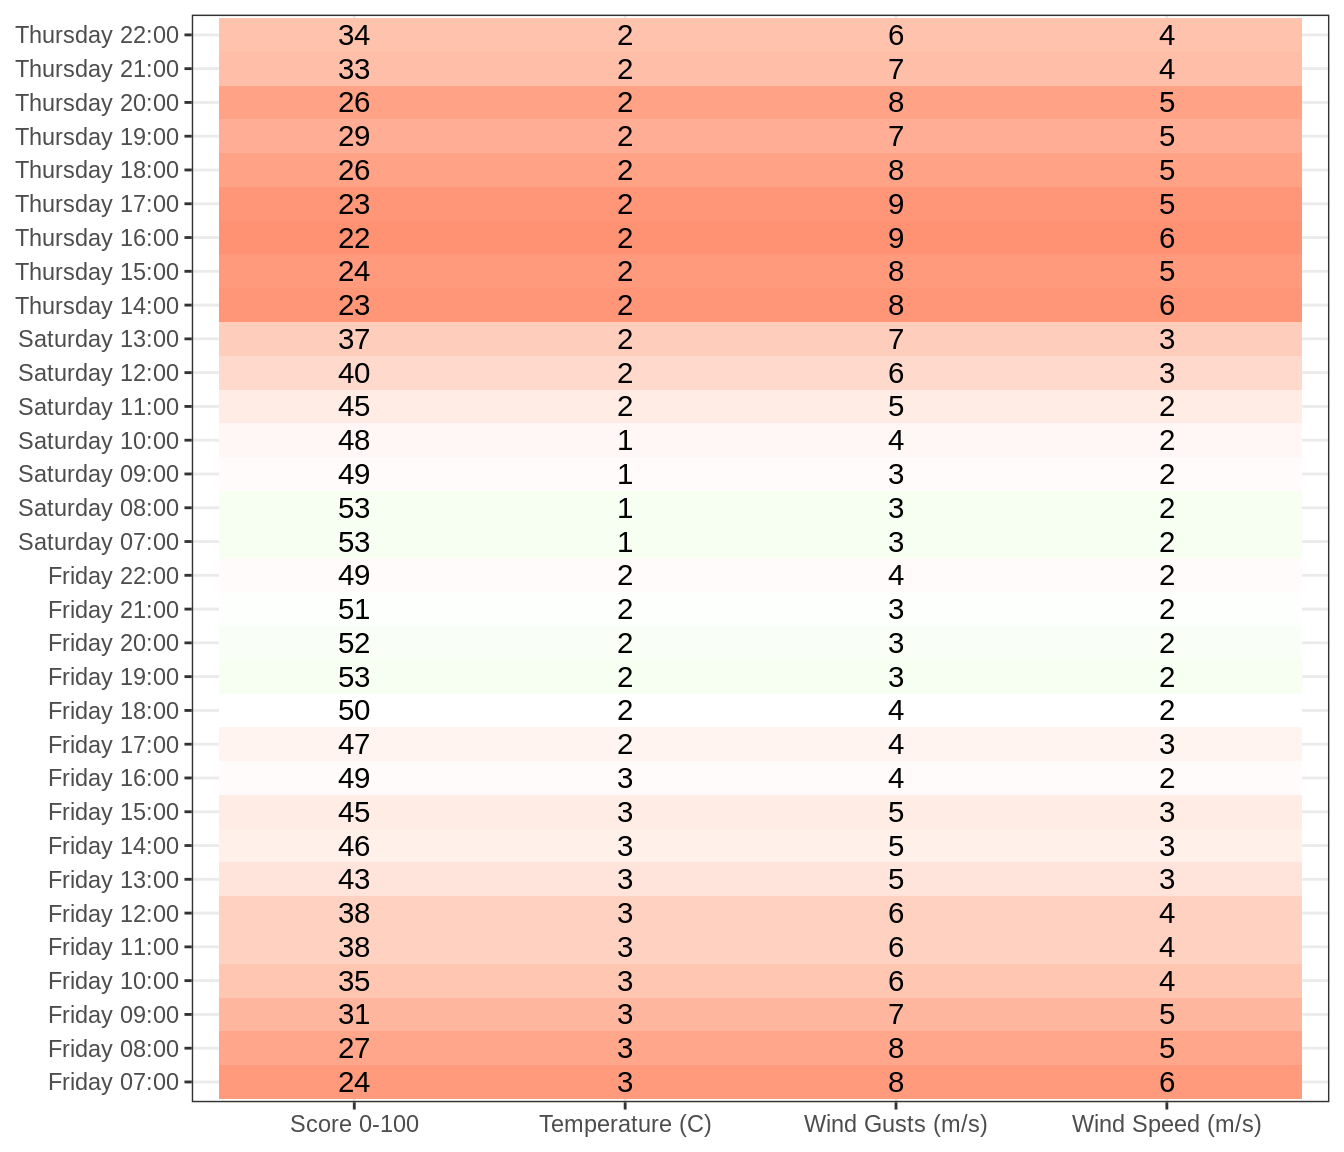 Thursday 22:00 34 2 6 4
Thursday 21:00 33 2 7 4
Thursday 20:00 26 2 8 5
Thursday 19:00 29 2 7 5
Thursday 18:00 26 2 8 5
Thursday 17:00 23 2 9 5
Thursday 16:00 22 2 9 6
Thursday 15:00 24 2 8 5
Thursday 14:00 23 2 8 6
Saturday 13:00 37 2 7 3
Saturday 12:00 40 2 6 3
Saturday 11:00 45 2 5 2
Saturday 10:00 48 1 4 2
Saturday 09:00 49 1 3 2
Saturday 08:00 53 1 3 2
Saturday 07:00 53 1 3 2
Friday 22:00 49 2 4 2
Friday 21:00 51 2 3 2
Friday 20:00 52 2 3 2
Friday 19:00 53 2 3 2
Friday 18:00 50 2 4 2
Friday 17:00 47 2 4 3
Friday 16:00 49 3 4 2
Friday 15:00 45 3 5 3
Friday 14:00 46 3 5 3
Friday 13:00 43 3 5 3
Friday 12:00 38 3 6 4
Friday 11:00 38 3 6 4
Friday 10:00 35 3 6 4
Friday 09:00 31 3 7 5
Friday 08:00 27 3 8 5
Friday 07:00 24 3 8 6
Score 0-100 Temperature (C) Wind Gusts (m/s) Wind Speed (m/s)